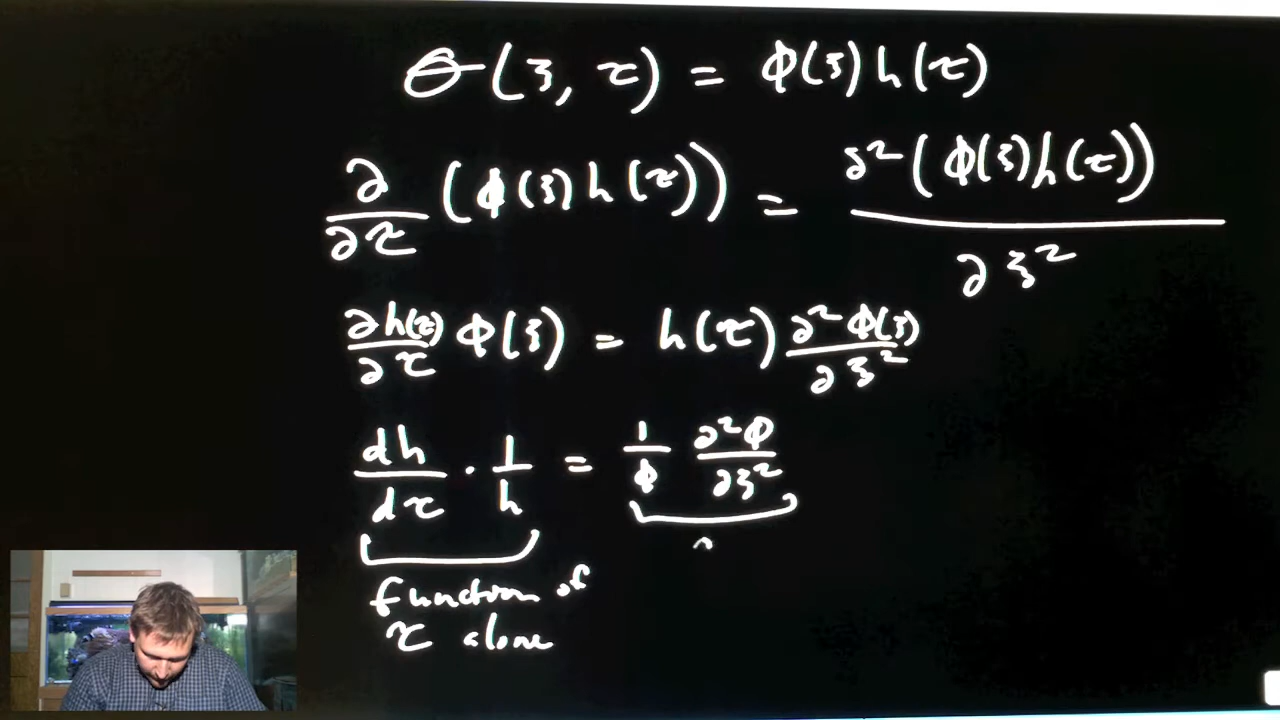 Θ(ξ, τ) = Φ(ξ)h(τ)
∂/∂τ (Φ(ξ)h(τ)) = ∂²(Φ(ξ)h(τ))/∂ξ²
∂h(τ)/∂τ Φ(ξ) = h(τ) ∂²Φ(ξ)/∂ξ²
dh/dτ · 1/h = 1/Φ ∂²Φ/∂ξ²
function of
τ alone